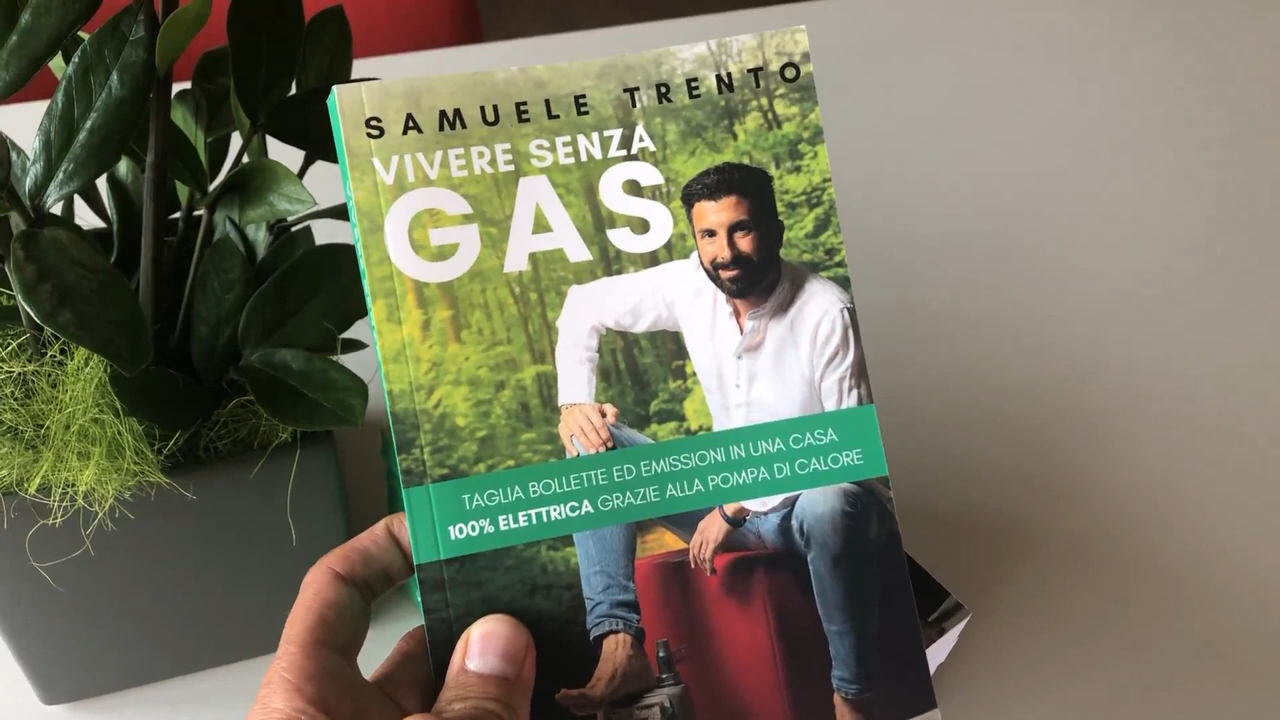 SAMUELE TRENTO
VIVERE SENZA
GAS
TAGLIA BOLLETTE ED EMISSIONI IN UNA CASA
100% ELETTRICA GRAZIE ALLA POMPA DI CALORE